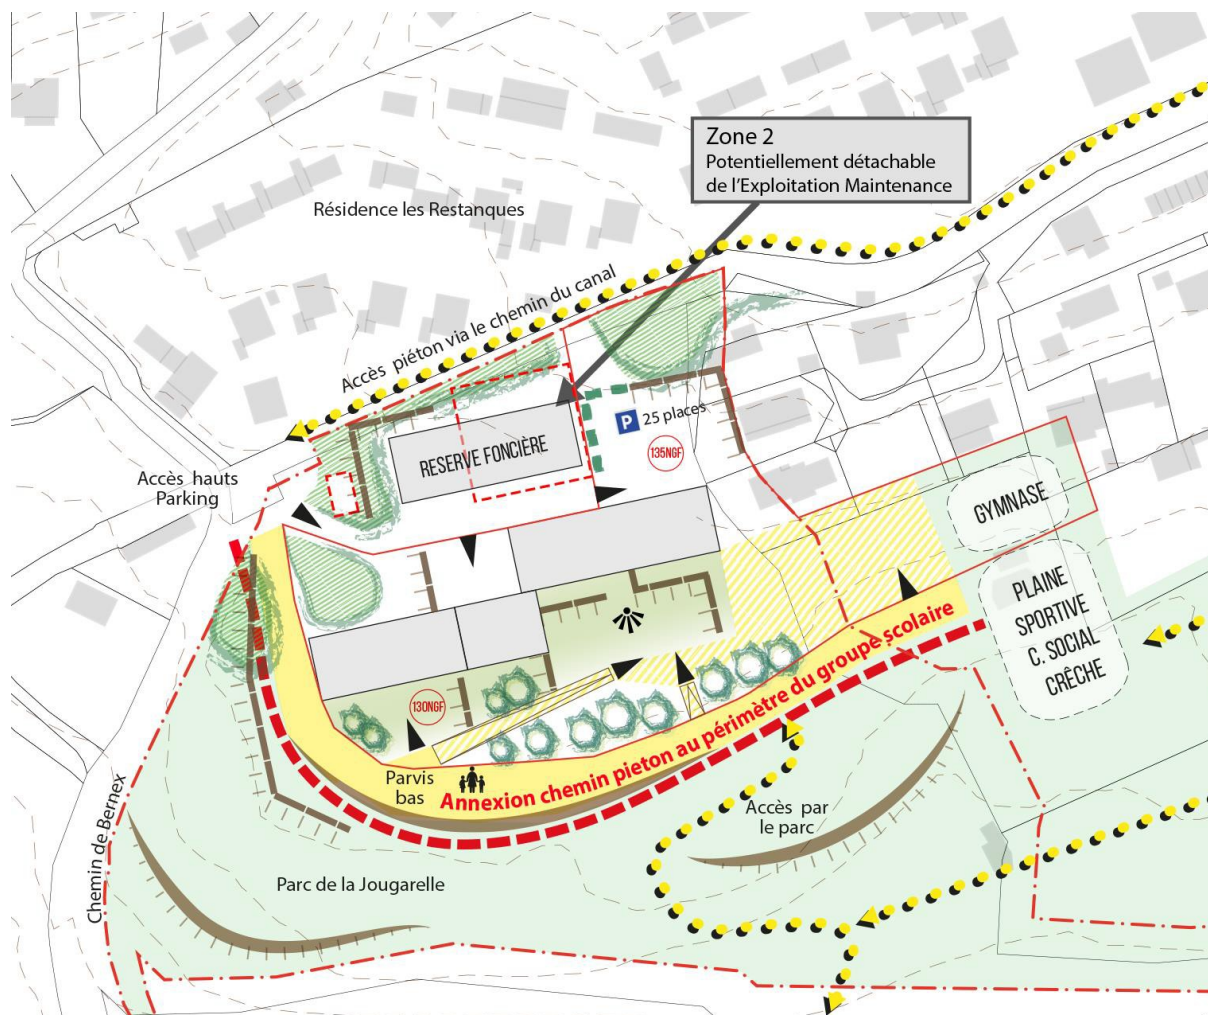 Zone 2
Potentiellement détachable
de l'Exploitation Maintenance
Résidence les Restanques
Accès piéton via le chemin du canal
P 25 places
135NGF
RESERVE FONCIÈRE
Accès hauts
Parking
GYMNASE
PLAINE
SPORTIVE
C. SOCIAL
CRÊCHE
130NGF
Parvis
bas
Annexion chemin pieton au périmètre du groupe scolaire
Accès par
le parc
Chemin de Bernex
Parc de la Jougarelle